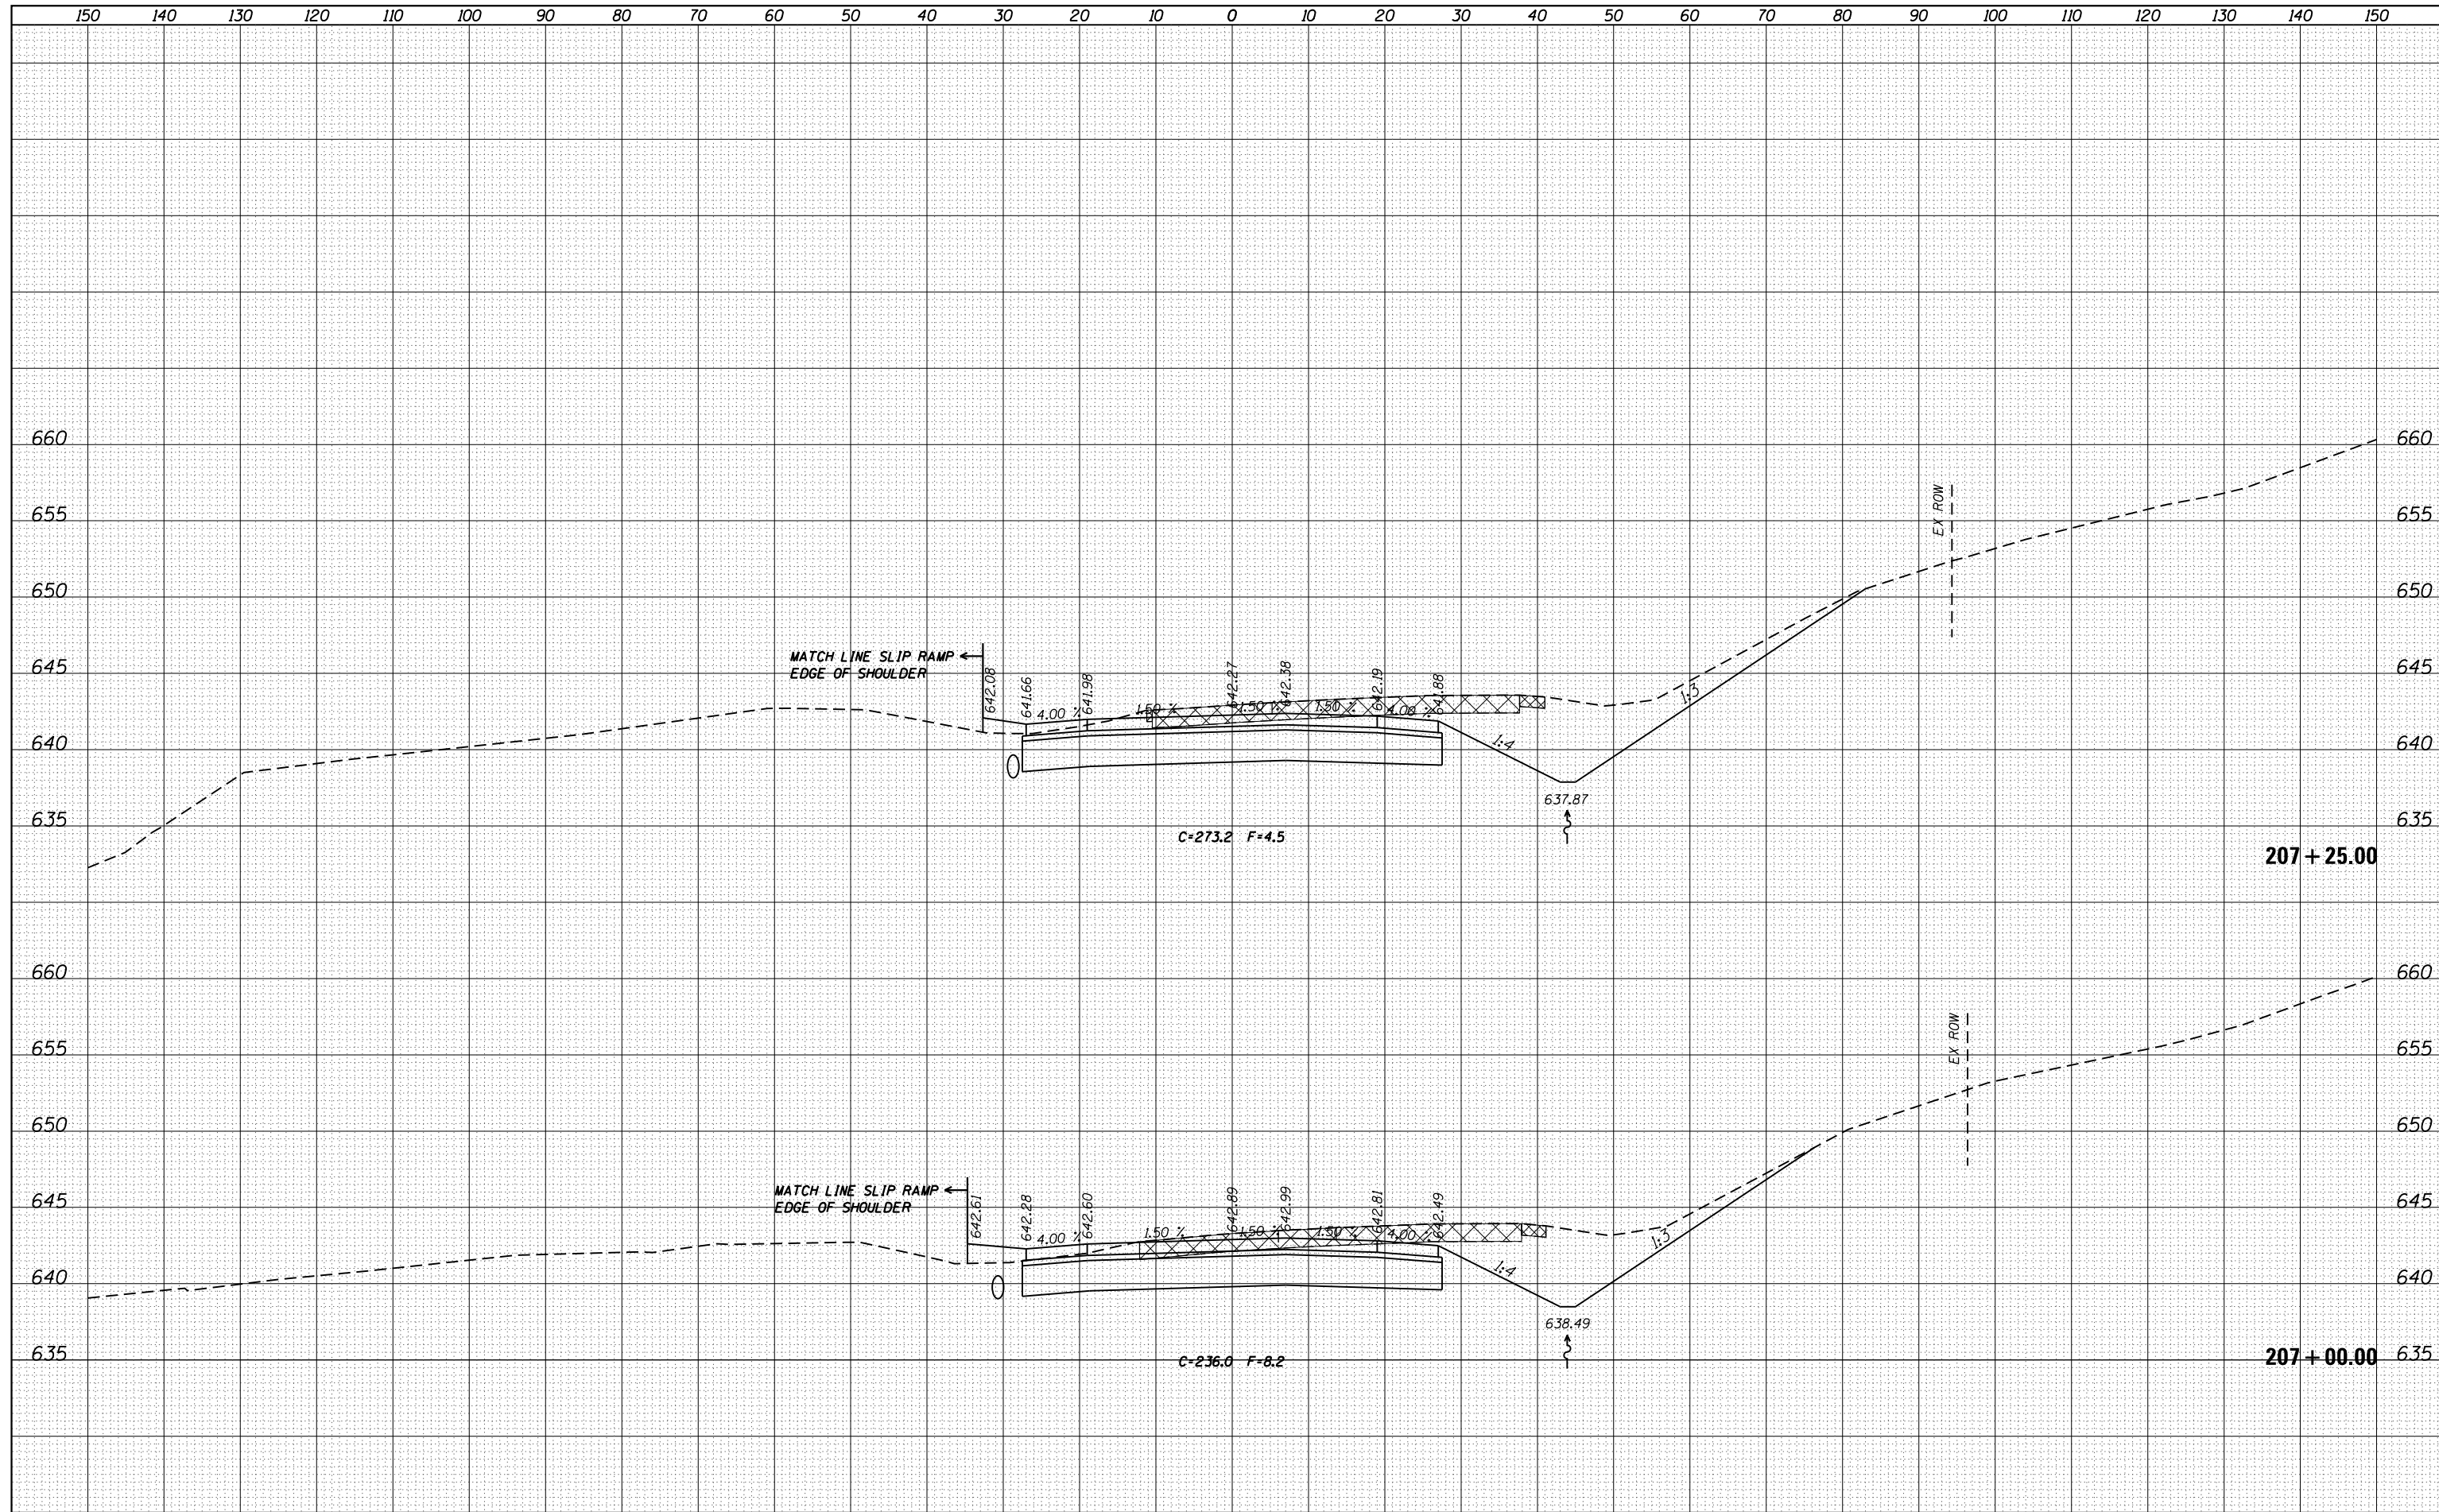 150 140 130 120 110 100 90 80 70 60 50 40 30 20 10 0 10 20 30 40 50 60 70 80 90 100 110 120 130 140 150
660 660
EX ROW
655 655
650 650
MATCH LINE SLIP RAMP
EDGE OF SHOULDER
645 645
642.08 641.66 641.98 642.27 642.38 642.19 641.88
4.00 % 1.50 % 1.50 % 1.50 % 4.00 %
1:4 1:3
640 640
637.87
635 635
C=273.2 F=4.5
207+25.00
660 660
EX ROW
655 655
650 650
MATCH LINE SLIP RAMP
EDGE OF SHOULDER
645 645
642.61 642.28 642.60 642.89 642.99 642.81 642.49
4.00 % 1.50 % 1.50 % 1.50 % 4.00 %
1:4 1:3
640 640
638.49
635 635
C=236.0 F=8.2
207+00.00